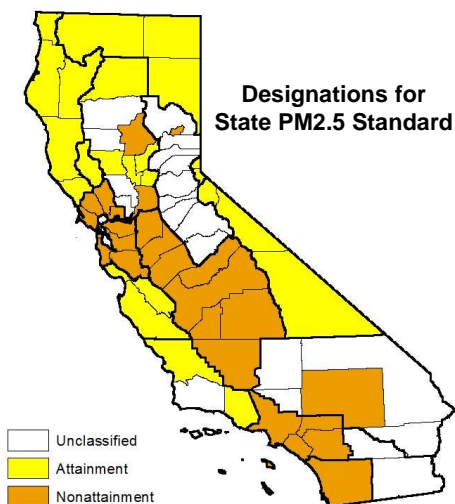 Designations for
State PM2.5 Standard
Unclassified
Attainment
Nonattainment